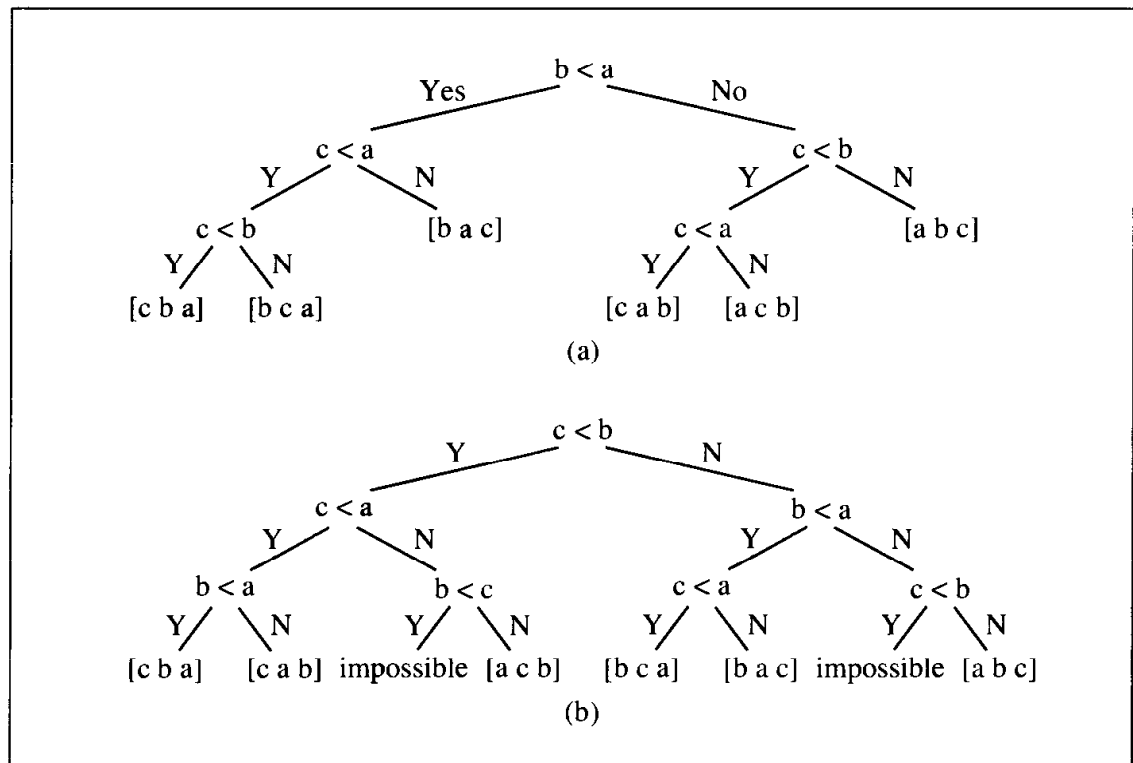 b < a
Yes No
c < a c < b
Y N Y N
c < b [b a c] c < a [a b c]
Y N Y N
[c b a] [b c a] [c a b] [a c b]
(a)
c < b
Y N
c < a b < a
Y N Y N
b < a b < c c < a c < b
Y N Y N Y N Y N
[c b a] [c a b] impossible [a c b] [b c a] [b a c] impossible [a b c]
(b)